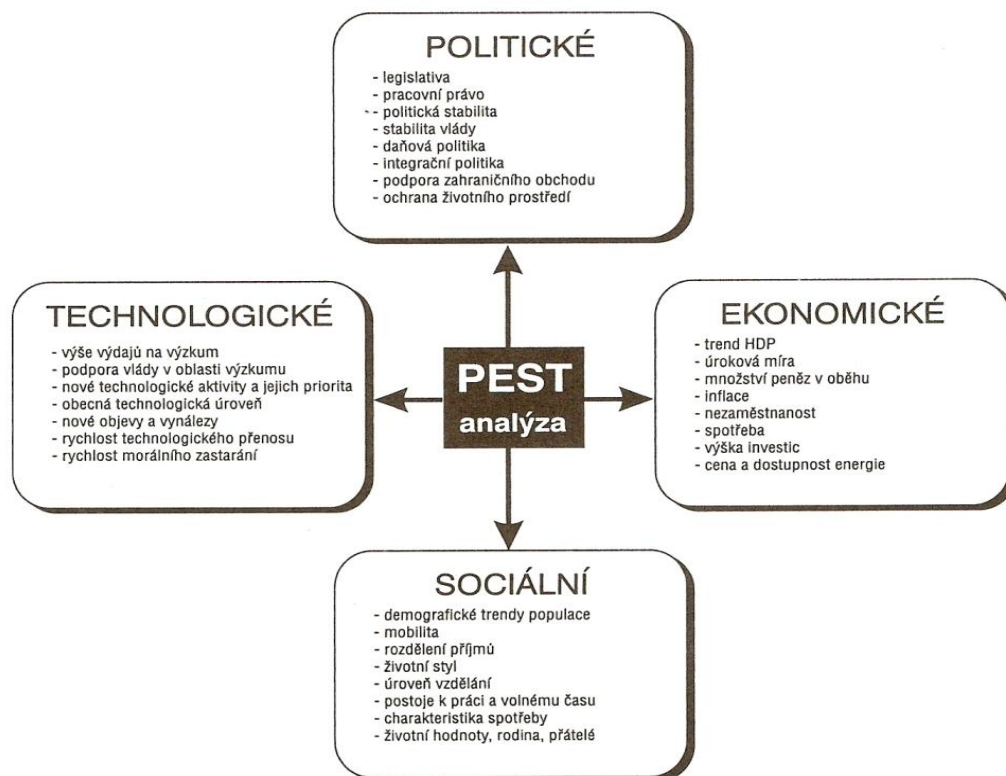 POLITICKÉ
- legislativa
- pracovní právo
- politická stabilita
- stabilita vlády
- daňová politika
- integrační politika
- podpora zahraničního obchodu
- ochrana životního prostředí
TECHNOLOGICKÉ
- výše výdajů na výzkum
- podpora vlády v oblasti výzkumu
- nové technologické aktivity a jejich priorita
- obecná technologická úroveň
- nové objevy a vynálezy
- rychlost technologického přenosu
- rychlost morálního zastarání
PEST
analýza
EKONOMICKÉ
- trend HDP
- úroková míra
- množství peněz v oběhu
- inflace
- nezaměstnanost
- spotřeba
- výška investic
- cena a dostupnost energie
SOCIÁLNÍ
- demografické trendy populace
- mobilita
- rozdělení příjmů
- životní styl
- úroveň vzdělání
- postoje k práci a volnému času
- charakteristika spotřeby
- životní hodnoty, rodina, přátelé